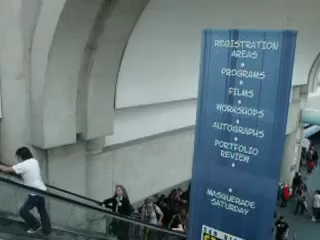 REGISTRATION
AREAS
PROGRAMS
FILMS
WORKSHOPS
AUTOGRAPHS
PORTFOLIO
REVIEW
MASQUERADE
SATURDAY